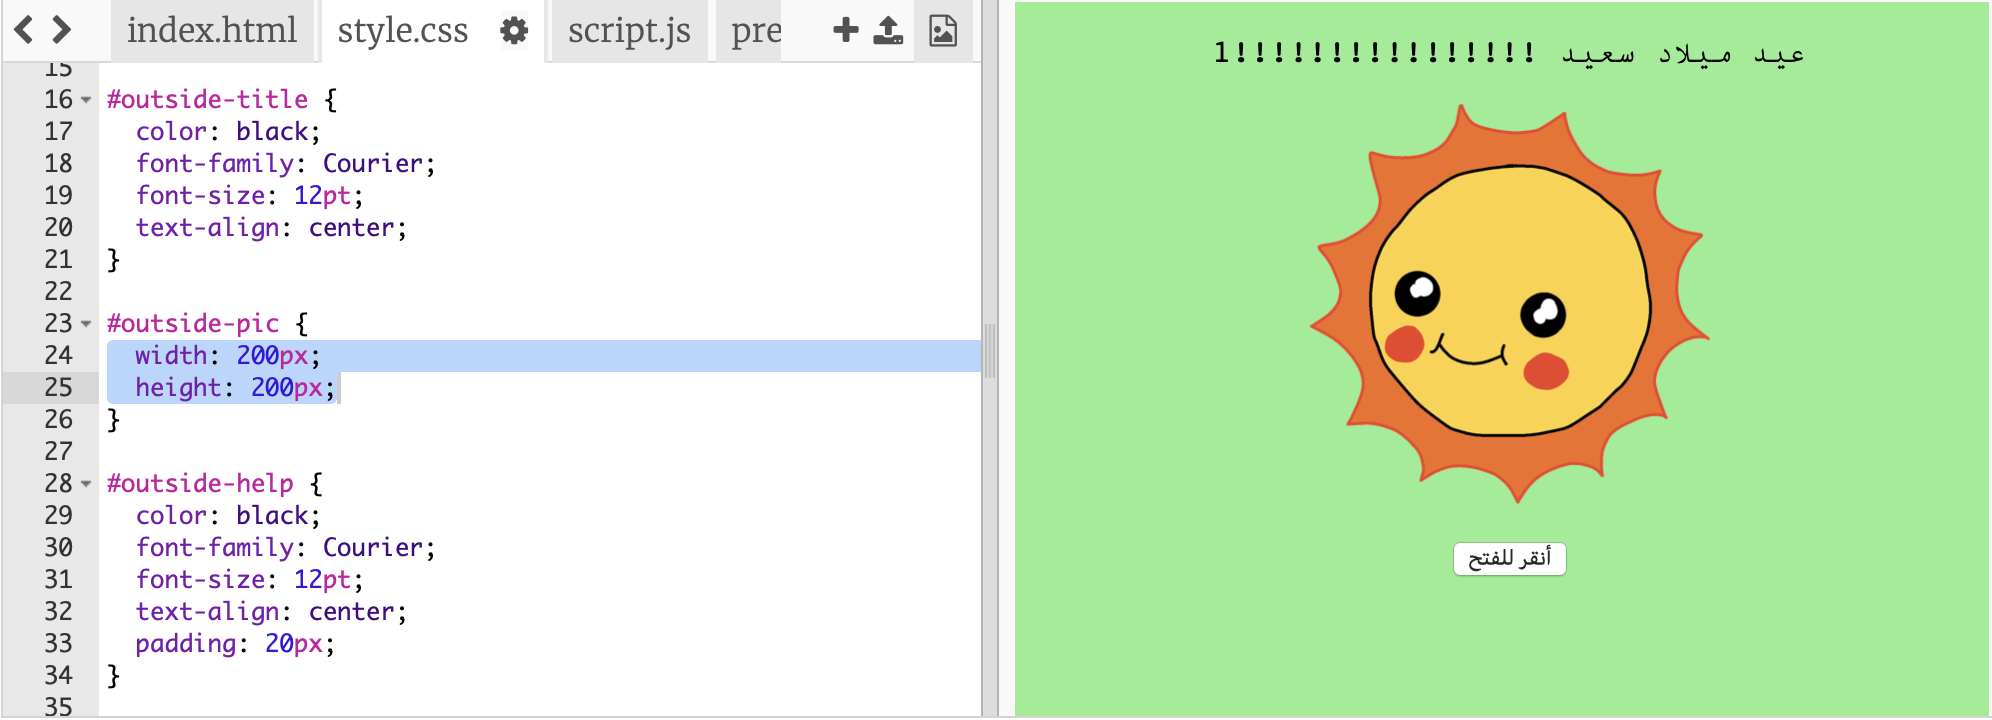 index.html style.css script.js pre
15
16 #outside-title {
17 color: black;
18 font-family: Courier;
19 font-size: 12pt;
20 text-align: center;
21 }
22
23 #outside-pic {
24 width: 200px;
25 height: 200px;
26 }
27
28 #outside-help {
29 color: black;
30 font-family: Courier;
31 font-size: 12pt;
32 text-align: center;
33 padding: 20px;
34 }
35
عيد ميلاد سعيد !!!!!!!!!!!!!!!!1
أنقر للفتح